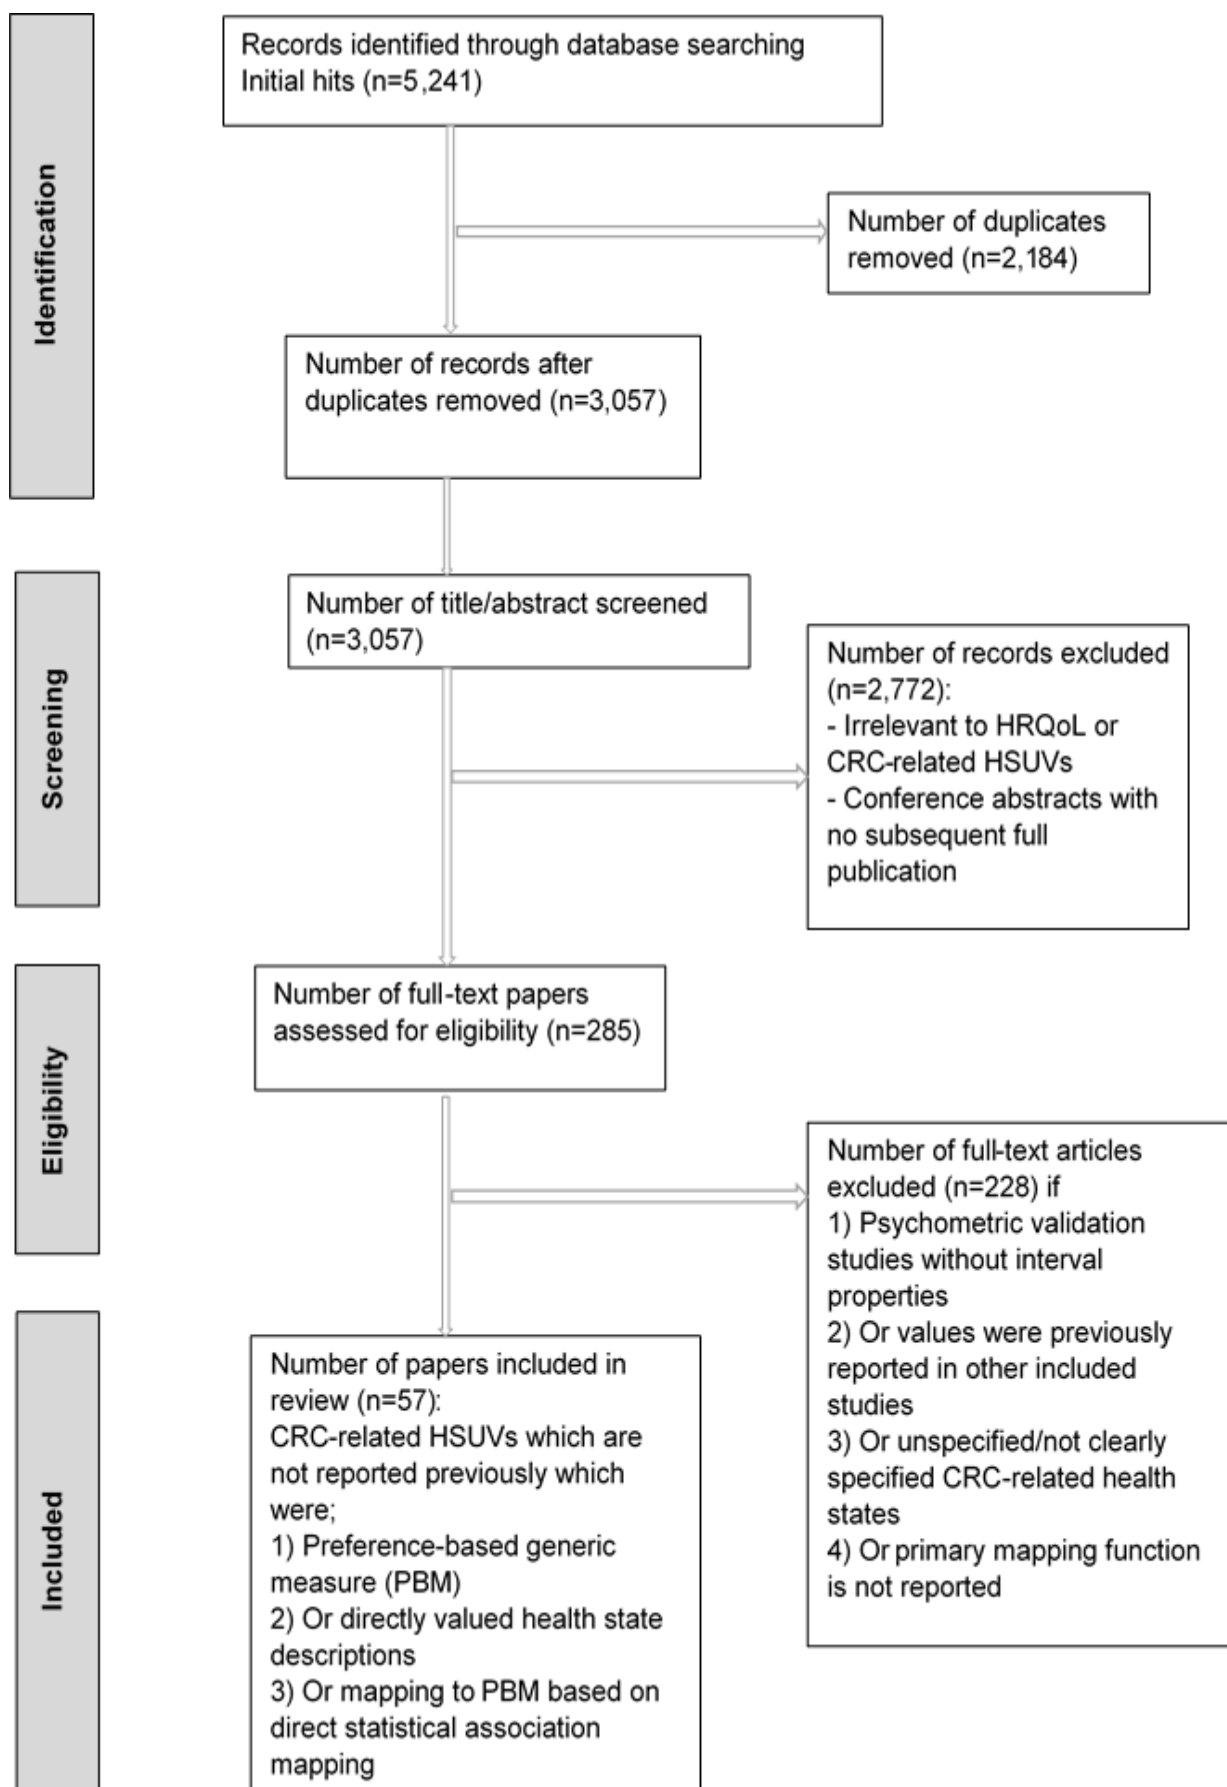 Identification
Records identified through database searching
Initial hits (n=5,241)
Number of duplicates
removed (n=2,184)
Number of records after
duplicates removed (n=3,057)
Screening
Number of title/abstract screened
(n=3,057)
Number of records excluded
(n=2,772):
- Irrelevant to HRQoL or
CRC-related HSUVs
- Conference abstracts with
no subsequent full
publication
Eligibility
Number of full-text papers
assessed for eligibility (n=285)
Number of full-text articles
excluded (n=228) if
1) Psychometric validation
studies without interval
properties
2) Or values were previously
reported in other included
studies
3) Or unspecified/not clearly
specified CRC-related health
states
4) Or primary mapping function
is not reported
Included
Number of papers included in
review (n=57):
CRC-related HSUVs which are
not reported previously which
were;
1) Preference-based generic
measure (PBM)
2) Or directly valued health state
descriptions
3) Or mapping to PBM based on
direct statistical association
mapping